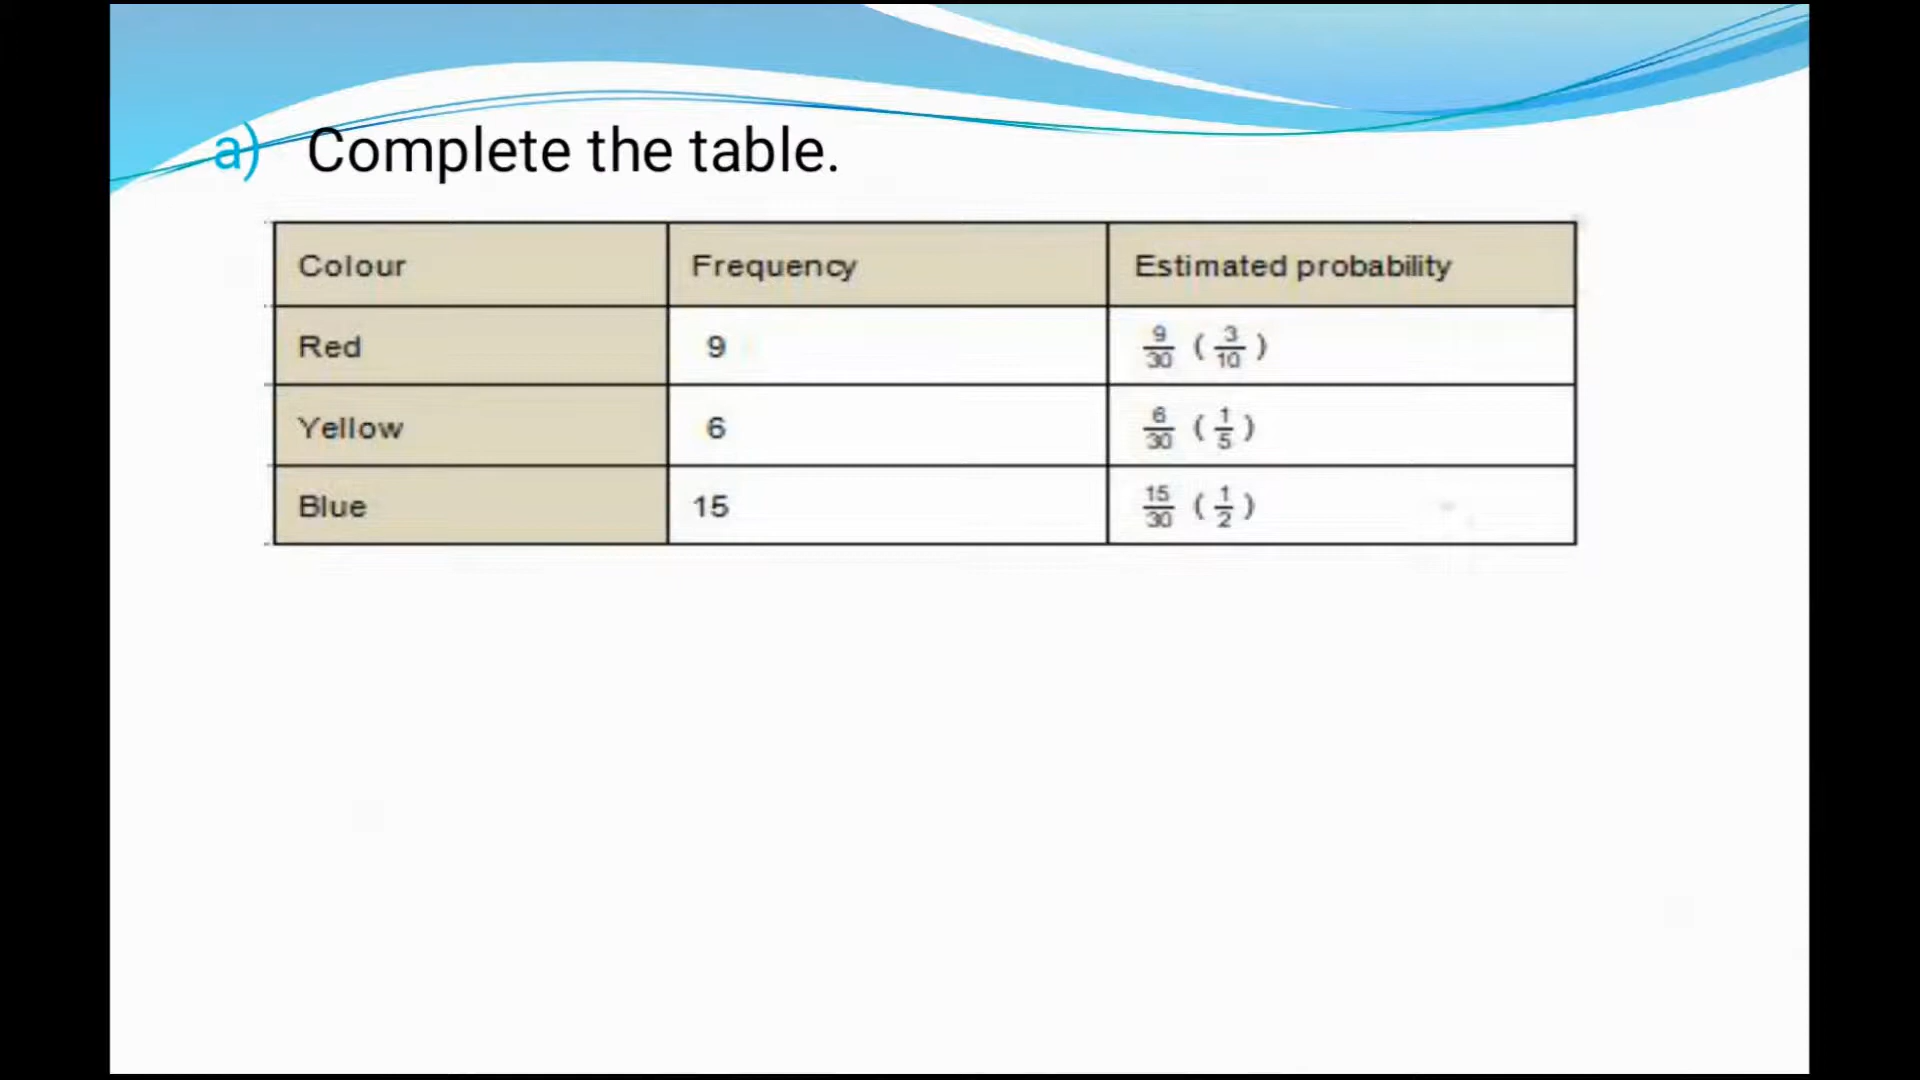 a) Complete the table.
Colour Frequency Estimated probability
Red 9 9/30 (3/10)
Yellow 6 6/30 (1/5)
Blue 15 15/30 (1/2)